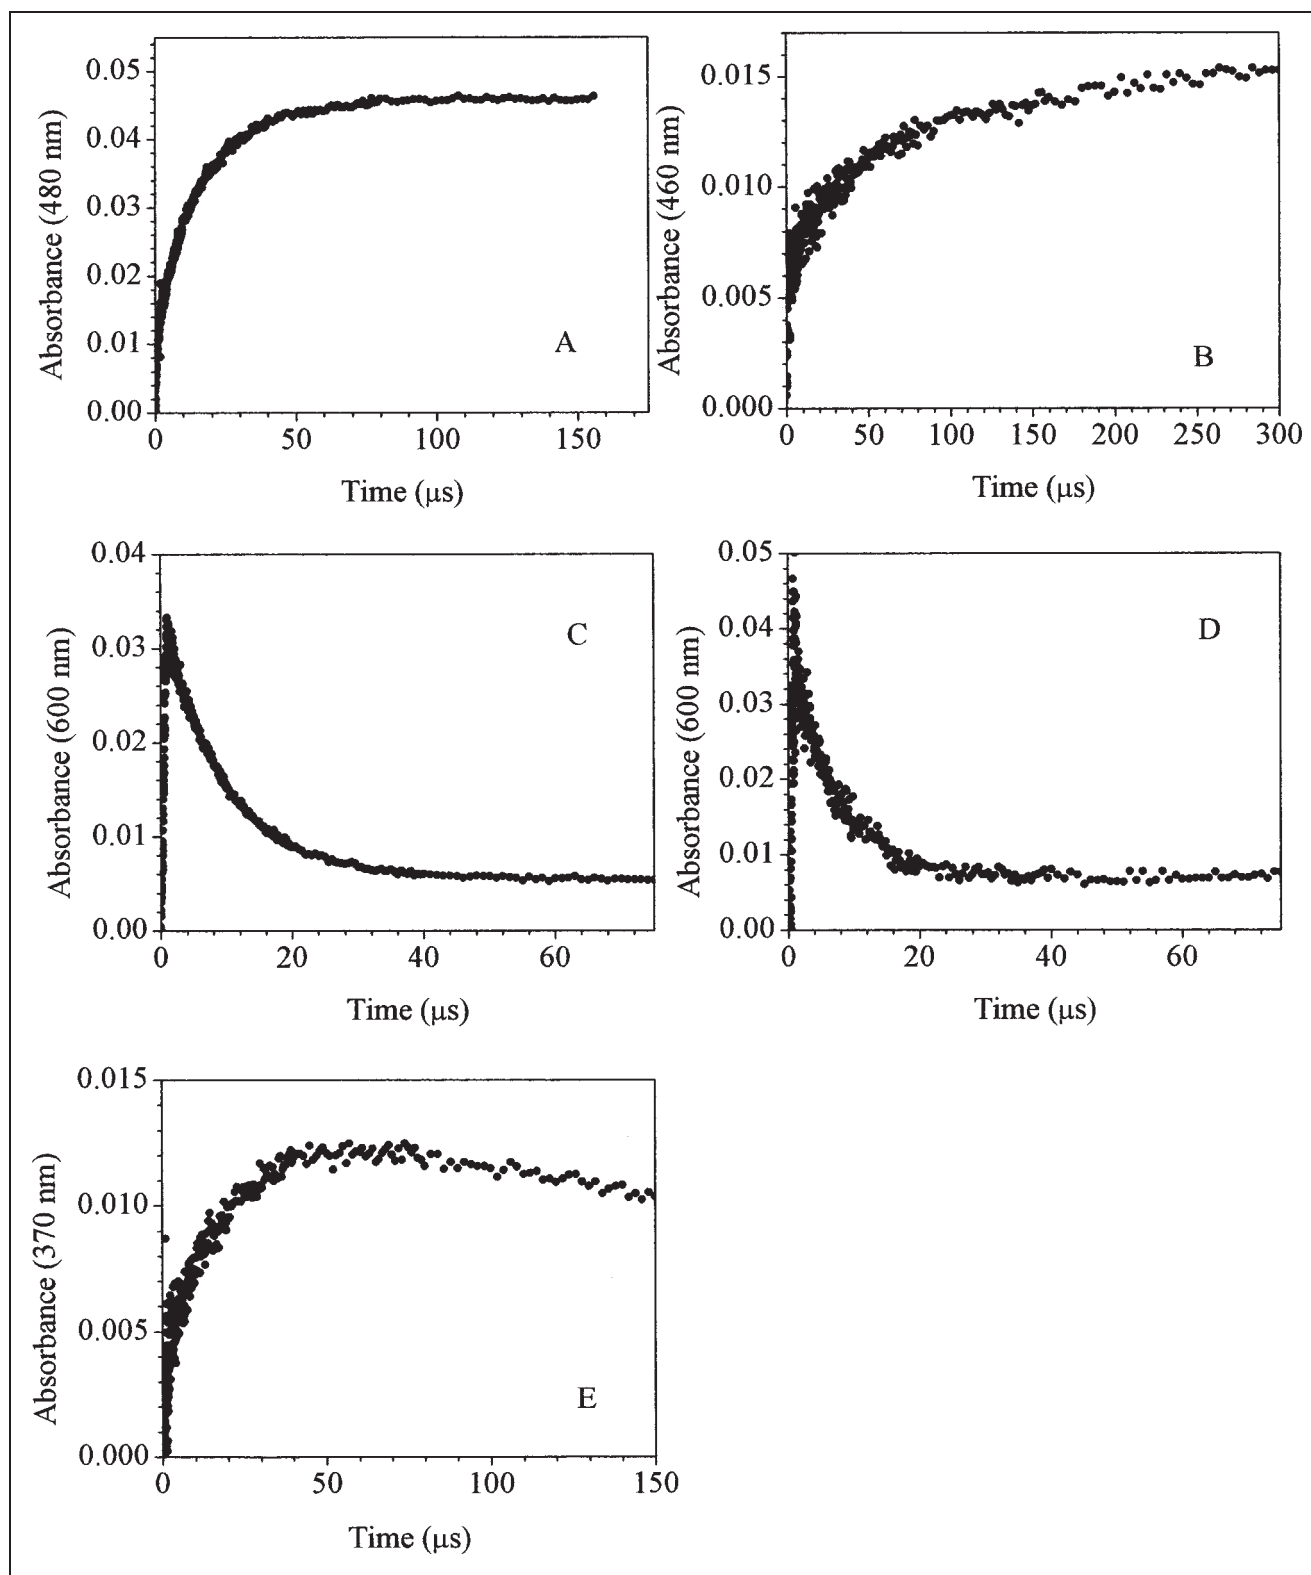 Absorbance (480 nm)
0.05
0.04
0.03
0.02
0.01
0.00
A
0 50 100 150
Time (μs)
Absorbance (460 nm)
0.015
0.010
0.005
0.000
B
0 50 100 150 200 250 300
Time (μs)
Absorbance (600 nm)
0.04
0.03
0.02
0.01
0.00
C
0 20 40 60
Time (μs)
Absorbance (600 nm)
0.05
0.04
0.03
0.02
0.01
0.00
D
0 20 40 60
Time (μs)
Absorbance (370 nm)
0.015
0.010
0.005
0.000
E
0 50 100 150
Time (μs)